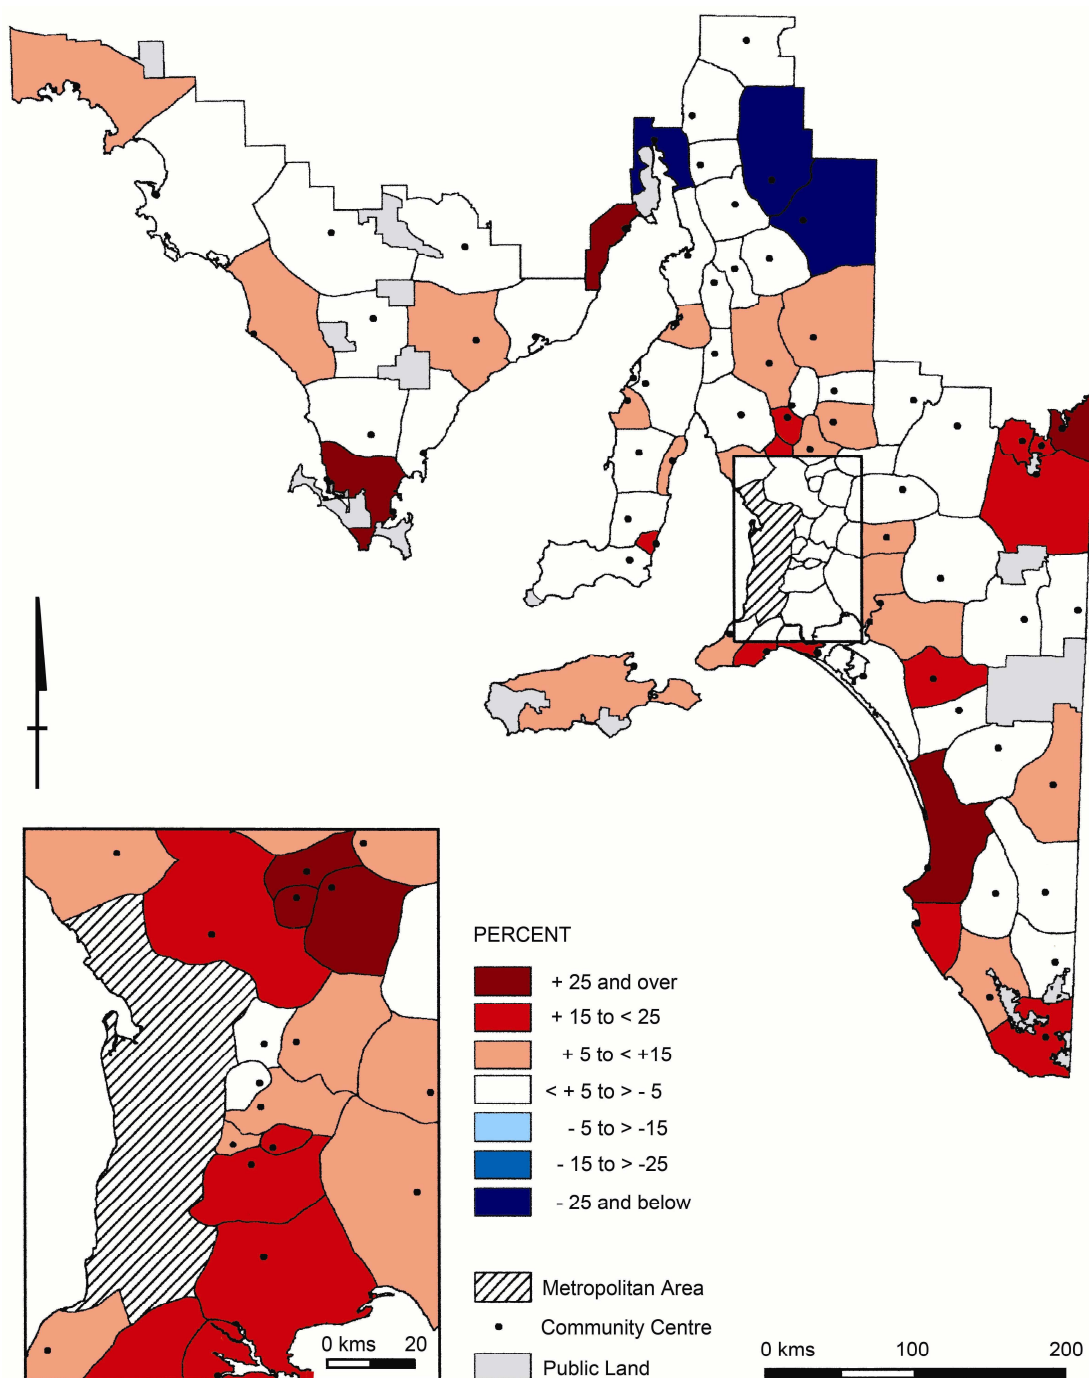 PERCENT
+ 25 and over
+ 15 to < 25
+ 5 to < +15
< + 5 to > - 5
- 5 to > -15
- 15 to > -25
- 25 and below
Metropolitan Area
Community Centre
Public Land
0 kms 20
0 kms 100 200